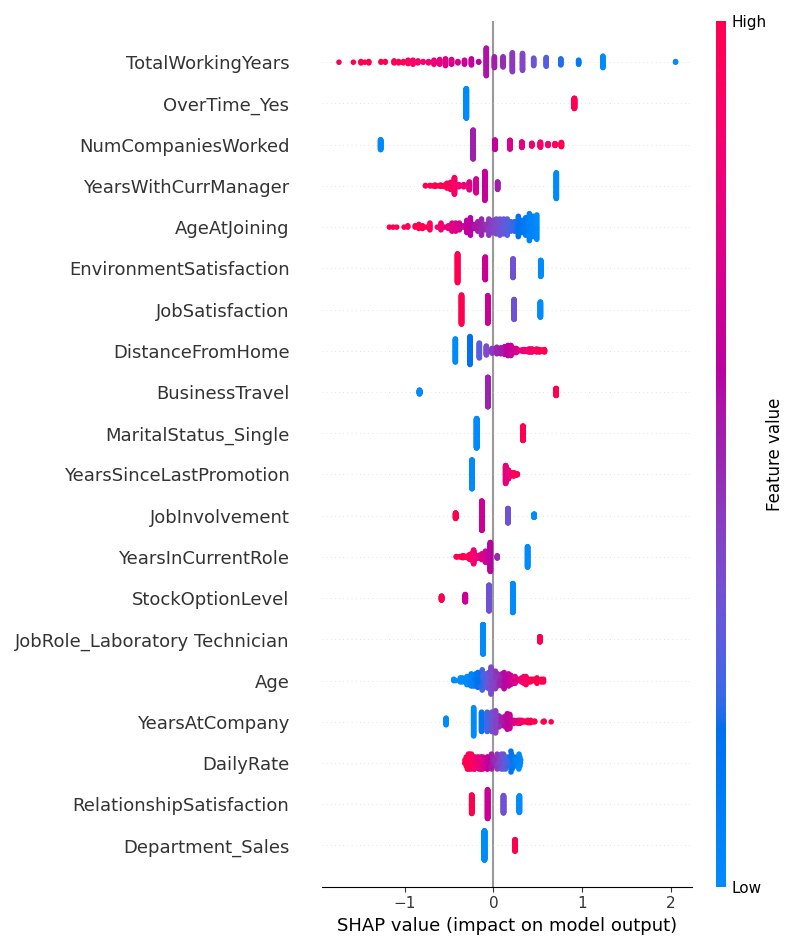 High
TotalWorkingYears
OverTime_Yes
NumCompaniesWorked
YearsWithCurrManager
AgeAtJoining
EnvironmentSatisfaction
JobSatisfaction
DistanceFromHome
BusinessTravel
MaritalStatus_Single
YearsSinceLastPromotion
JobInvolvement
YearsInCurrentRole
StockOptionLevel
JobRole_Laboratory Technician
Age
YearsAtCompany
DailyRate
RelationshipSatisfaction
Department_Sales
Feature value
Low
−1 0 1 2
SHAP value (impact on model output)